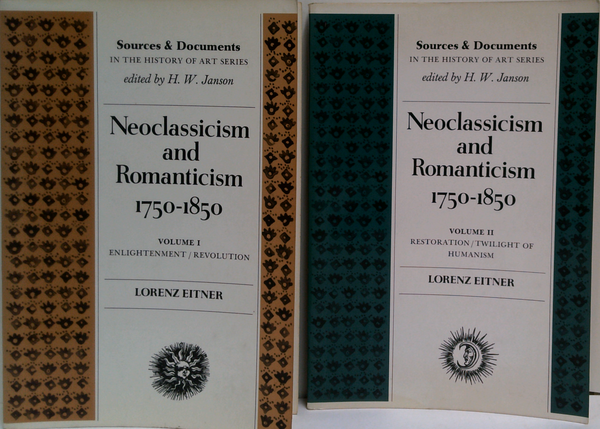 Sources & Documents
IN THE HISTORY OF ART SERIES
edited by H. W. Janson
Neoclassicism
and
Romanticism
1750-1850
VOLUME I
ENLIGHTENMENT / REVOLUTION
LORENZ EITNER
Sources & Documents
IN THE HISTORY OF ART SERIES
edited by H. W. Janson
Neoclassicism
and
Romanticism
1750-1850
VOLUME II
RESTORATION / TWILIGHT OF
HUMANISM
LORENZ EITNER